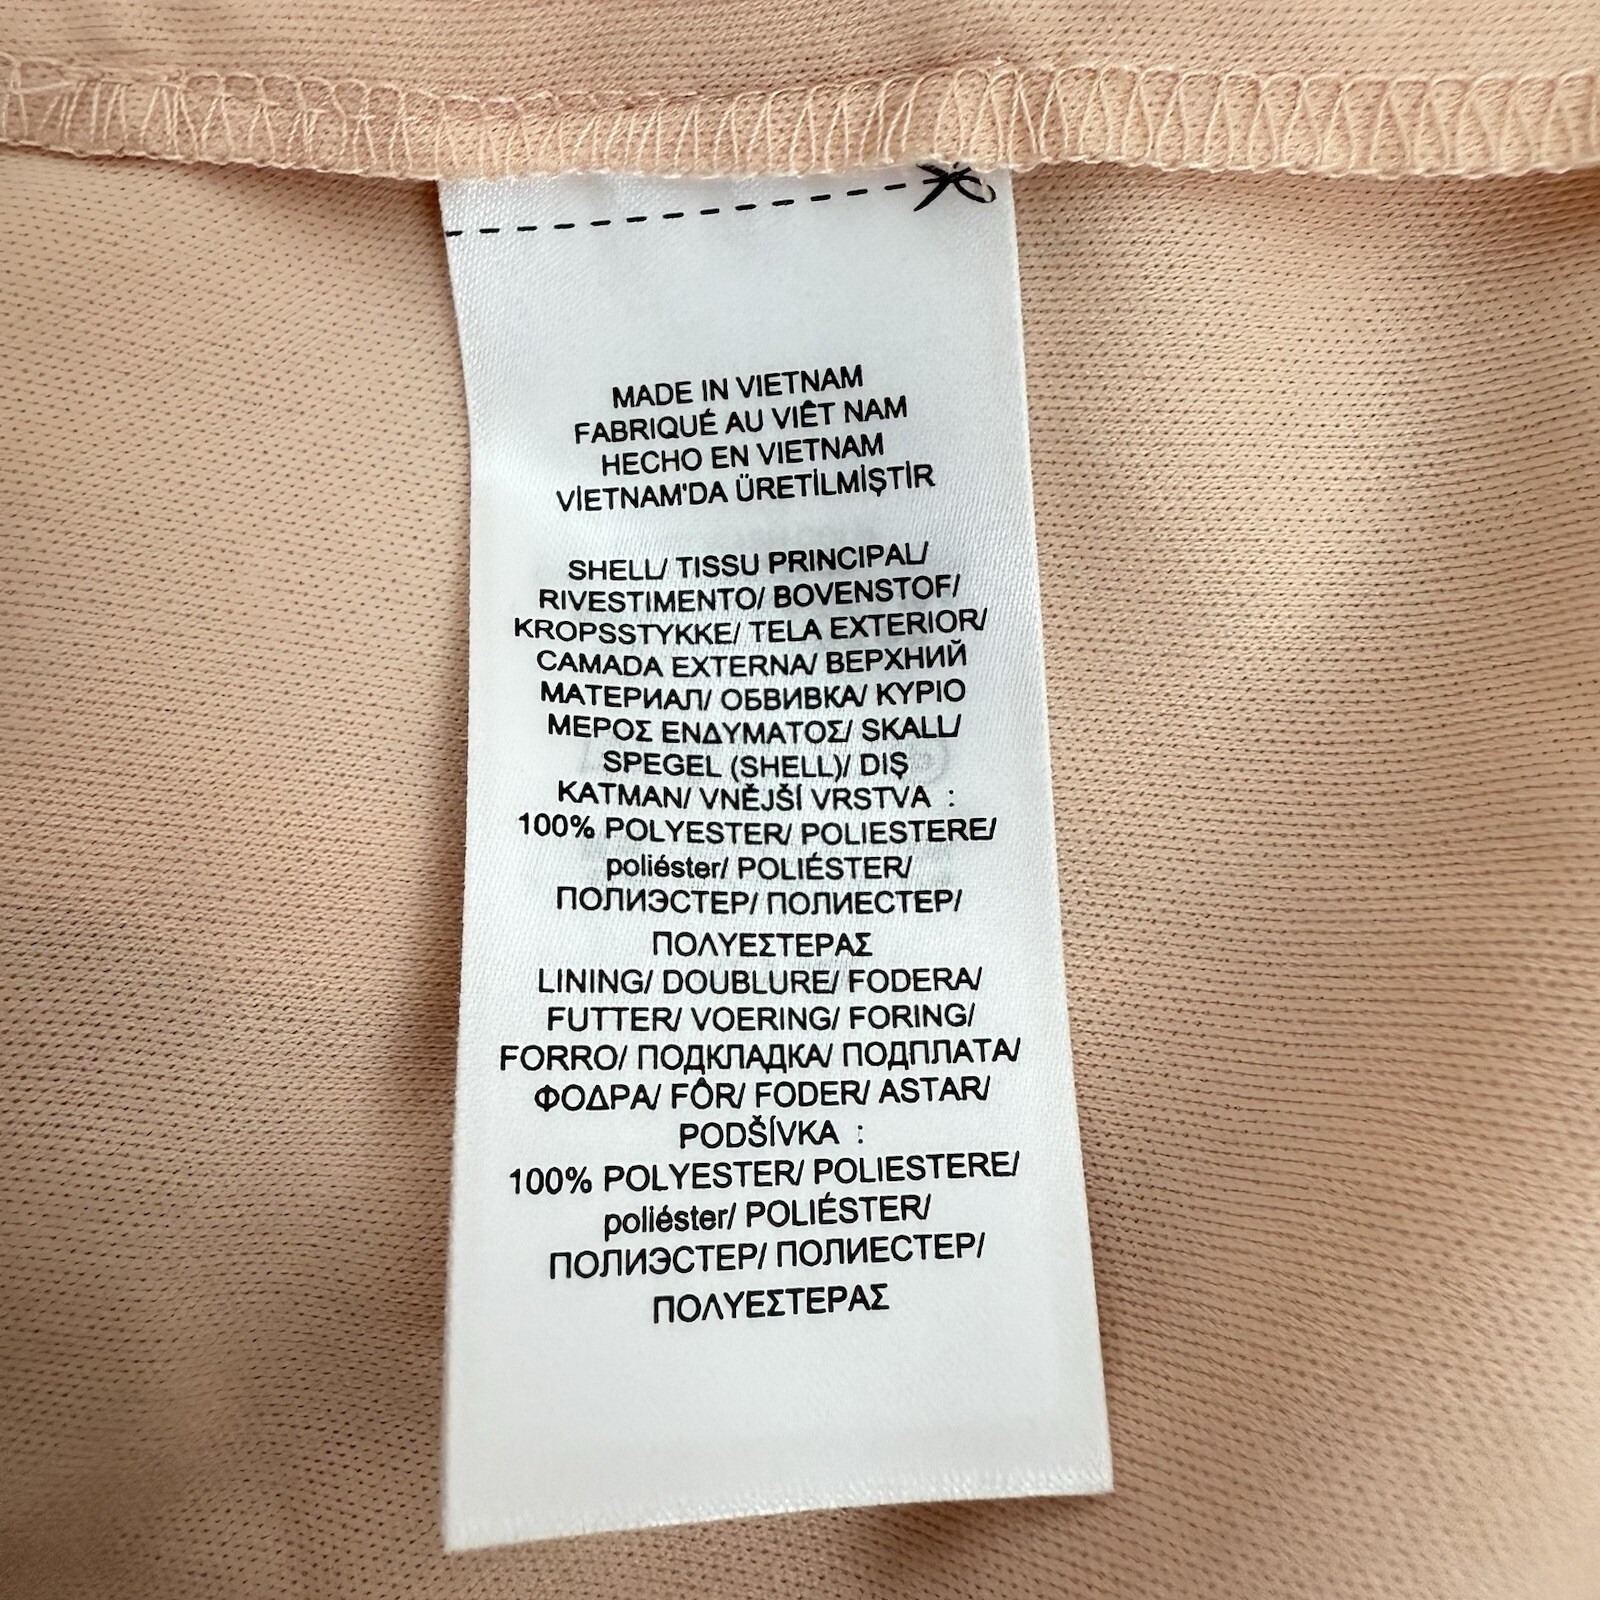 MADE IN VIETNAM
FABRIQUÉ AU VIÊT NAM
HECHO EN VIETNAM
VİETNAM'DA ÜRETİLMİŞTİR
SHELL/ TISSU PRINCIPAL/
RIVESTIMENTO/ BOVENSTOF/
KROPSSTYKKE/ TELA EXTERIOR/
CAMADA EXTERNA/ ВЕРХНИЙ
МАТЕРИАЛ/ ОБВИВКА/ ΚΥΡΙΟ
ΜΕΡΟΣ ΕΝΔΥΜΑΤΟΣ/ SKALL/
SPEGEL (SHELL)/ DIŞ
KATMAN/ VNĚJŠÍ VRSTVA :
100% POLYESTER/ POLIESTERE/
poliéster/ POLIÉSTER/
ПОЛИЭСТЕР/ ПОЛИЕСТЕР/
ΠΟΛΥΕΣΤΕΡΑΣ
LINING/ DOUBLURE/ FODERA/
FUTTER/ VOERING/ FORING/
FORRO/ ПОДКЛАДКА/ ПОДПЛАТА/
ΦΟΔΡΑ/ FÔR/ FODER/ ASTAR/
PODŠÍVKA :
100% POLYESTER/ POLIESTERE/
poliéster/ POLIÉSTER/
ПОЛИЭСТЕР/ ПОЛИЕСТЕР/
ΠΟΛΥΕΣΤΕΡΑΣ